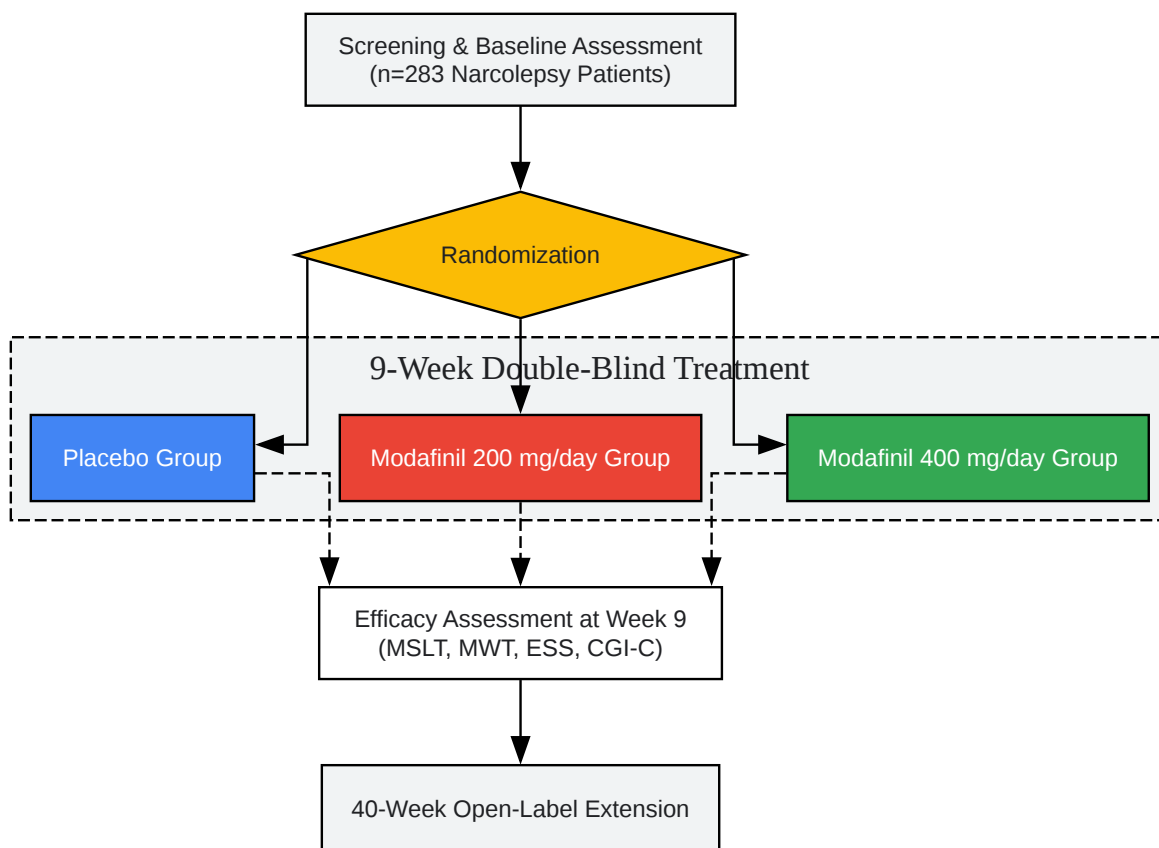 Screening & Baseline Assessment
(n=283 Narcolepsy Patients)
Randomization
9-Week Double-Blind Treatment
Placebo Group
Modafinil 200 mg/day Group
Modafinil 400 mg/day Group
Efficacy Assessment at Week 9
(MSLT, MWT, ESS, CGI-C)
40-Week Open-Label Extension